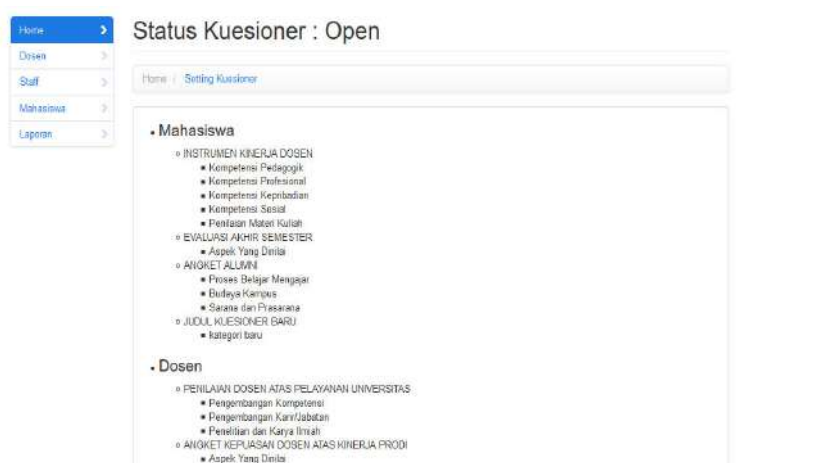 Home
Dosen
Staff
Mahasiswa
Laporan
Status Kuesioner : Open
Home / Setting Kuesioner
Mahasiswa
INSTRUMEN KINERJA DOSEN
Kompetensi Pedagogik
Kompetensi Profesional
Kompetensi Kepribadian
Kompetensi Sosial
Penilaian Materi Kuliah
EVALUASI AKHIR SEMESTER
Aspek Yang Dinilai
ANGKET ALUMNI
Proses Belajar Mengajar
Budaya Kampus
Sarana dan Prasarana
JUDUL KUESIONER BARU
kategori baru
Dosen
PENILAIAN DOSEN ATAS PELAYANAN UNIVERSITAS
Pengembangan Kompetensi
Pengembangan Karir/Jabatan
Penelitian dan Karya Ilmiah
ANGKET KEPUASAN DOSEN ATAS KINERJA PRODI
Aspek Yang Dinilai